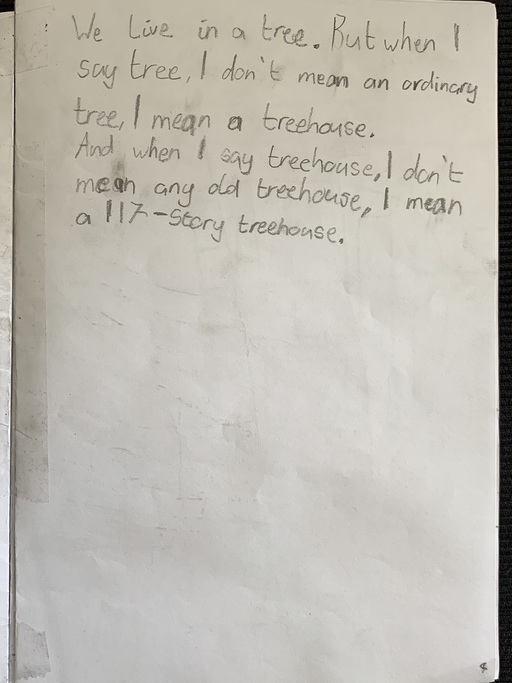 We live in a tree. But when I
say tree, I don't mean an ordinary
tree, I mean a treehouse.
And when I say treehouse, I don't
mean any old treehouse, I mean
a 117-Story treehouse.